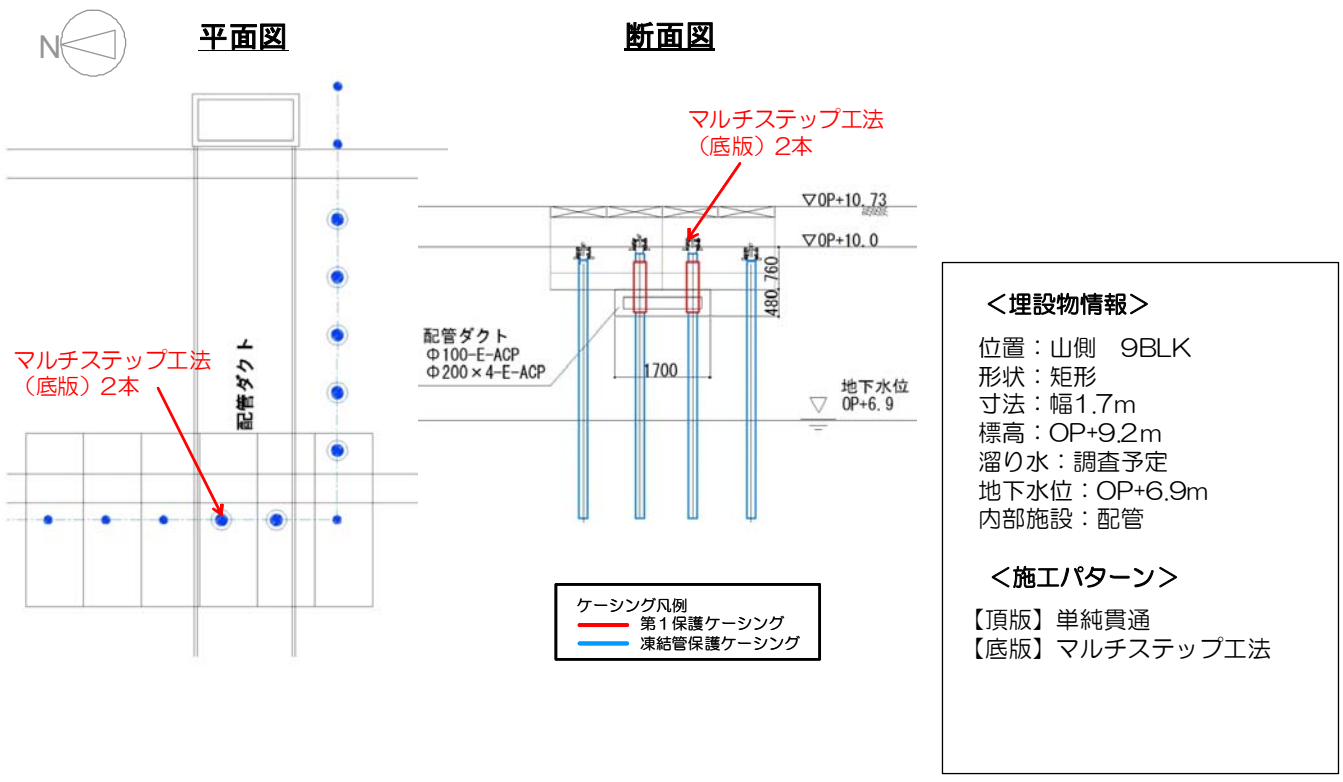 N
平面図
断面図
マルチステップ工法
（底版）2本
配管ダクト
マルチステップ工法
（底版）2本
▽OP+10.73
▽OP+10.0
760
480
配管ダクト
Φ100-E-ACP
Φ200×4-E-ACP
1700
地下水位
▽ OP+6.9
ケーシング凡例
第1保護ケーシング
凍結管保護ケーシング
＜埋設物情報＞
位置：山側　9BLK
形状：矩形
寸法：幅1.7m
標高：OP+9.2m
溜り水：調査予定
地下水位：OP+6.9m
内部施設：配管
＜施工パターン＞
【頂版】単純貫通
【底版】マルチステップ工法